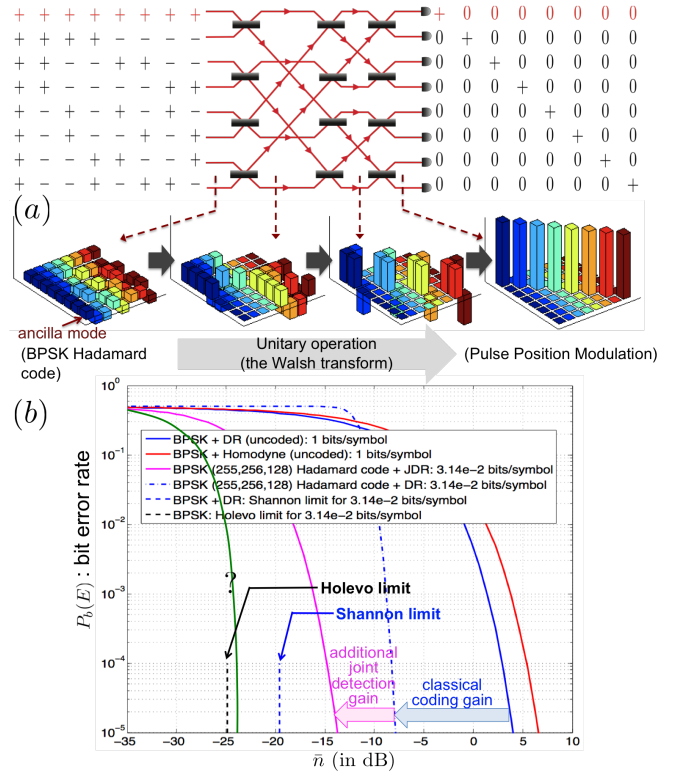 + + + + + + + + + 0 0 0 0 0 0 0
+ − + − + − + − 0 + 0 0 0 0 0 0
+ + − − + + − − 0 0 + 0 0 0 0 0
+ − − + + − − + 0 0 0 + 0 0 0 0
+ + + + − − − − 0 0 0 0 + 0 0 0
+ − + − − + − + 0 0 0 0 0 + 0 0
+ + − − − − + + 0 0 0 0 0 0 + 0
+ − − + − + + − 0 0 0 0 0 0 0 +
(a)
ancilla mode
(BPSK Hadamard
code)
Unitary operation
(the Walsh transform)
(Pulse Position Modulation)
(b)
10^0
10^-1
10^-2
10^-3
10^-4
10^-5
P_b(E) : bit error rate
BPSK + DR (uncoded): 1 bits/symbol
BPSK + Homodyne (uncoded): 1 bits/symbol
BPSK (255,256,128) Hadamard code + JDR: 3.14e−2 bits/symbol
BPSK (255,256,128) Hadamard code + DR: 3.14e−2 bits/symbol
BPSK + DR: Shannon limit for 3.14e−2 bits/symbol
BPSK: Holevo limit for 3.14e−2 bits/symbol
?
Holevo limit
Shannon limit
additional
joint
detection
gain
classical
coding gain
−35 −30 −25 −20 −15 −10 −5 0 5 10
n̄ (in dB)